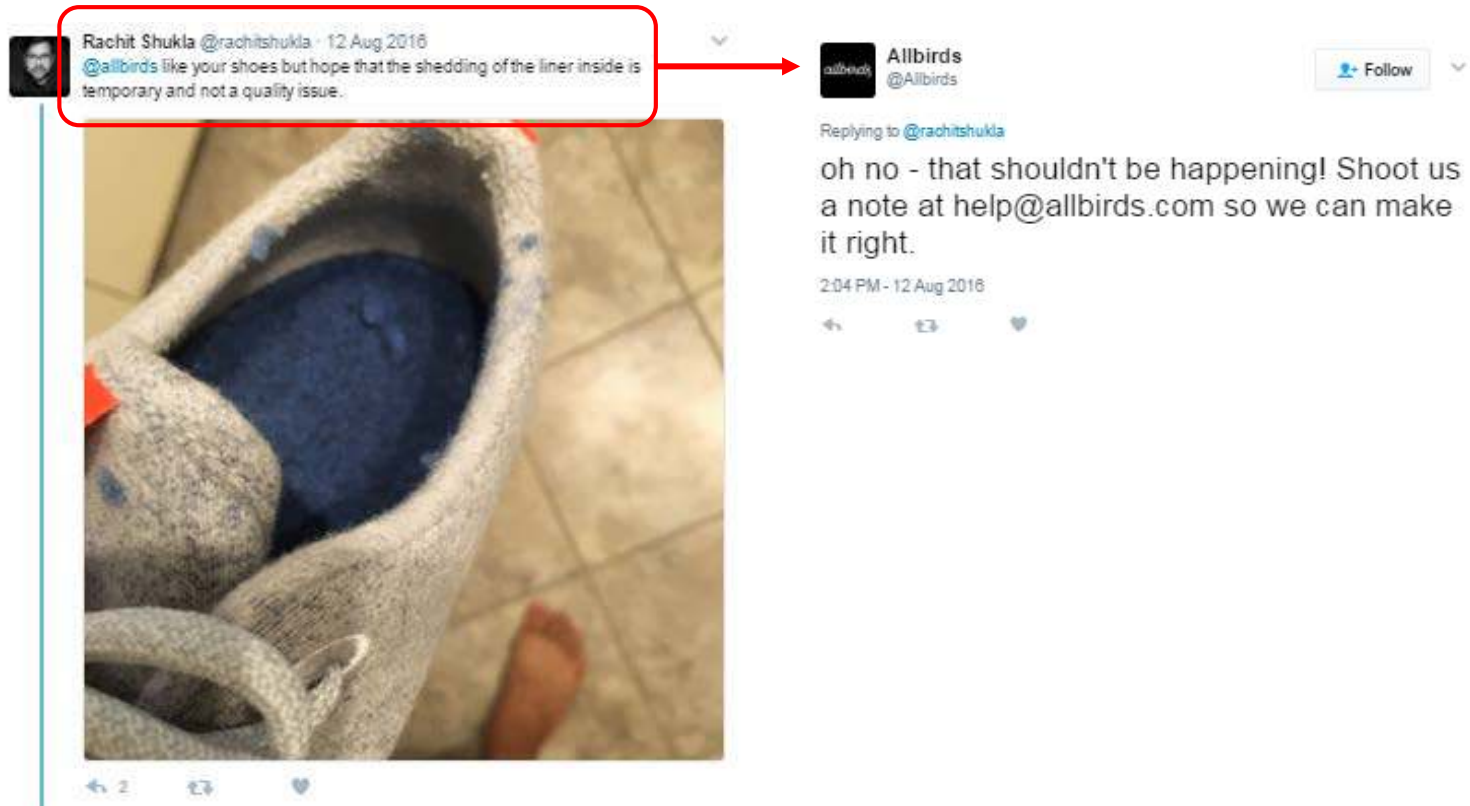 Rachit Shukla @rachitshukla · 12 Aug 2016
@allbirds like your shoes but hope that the shedding of the liner inside is
temporary and not a quality issue.
2
allbirds
Allbirds
@Allbirds
Follow
Replying to @rachitshukla
oh no - that shouldn't be happening! Shoot us
a note at help@allbirds.com so we can make
it right.
2:04 PM - 12 Aug 2016